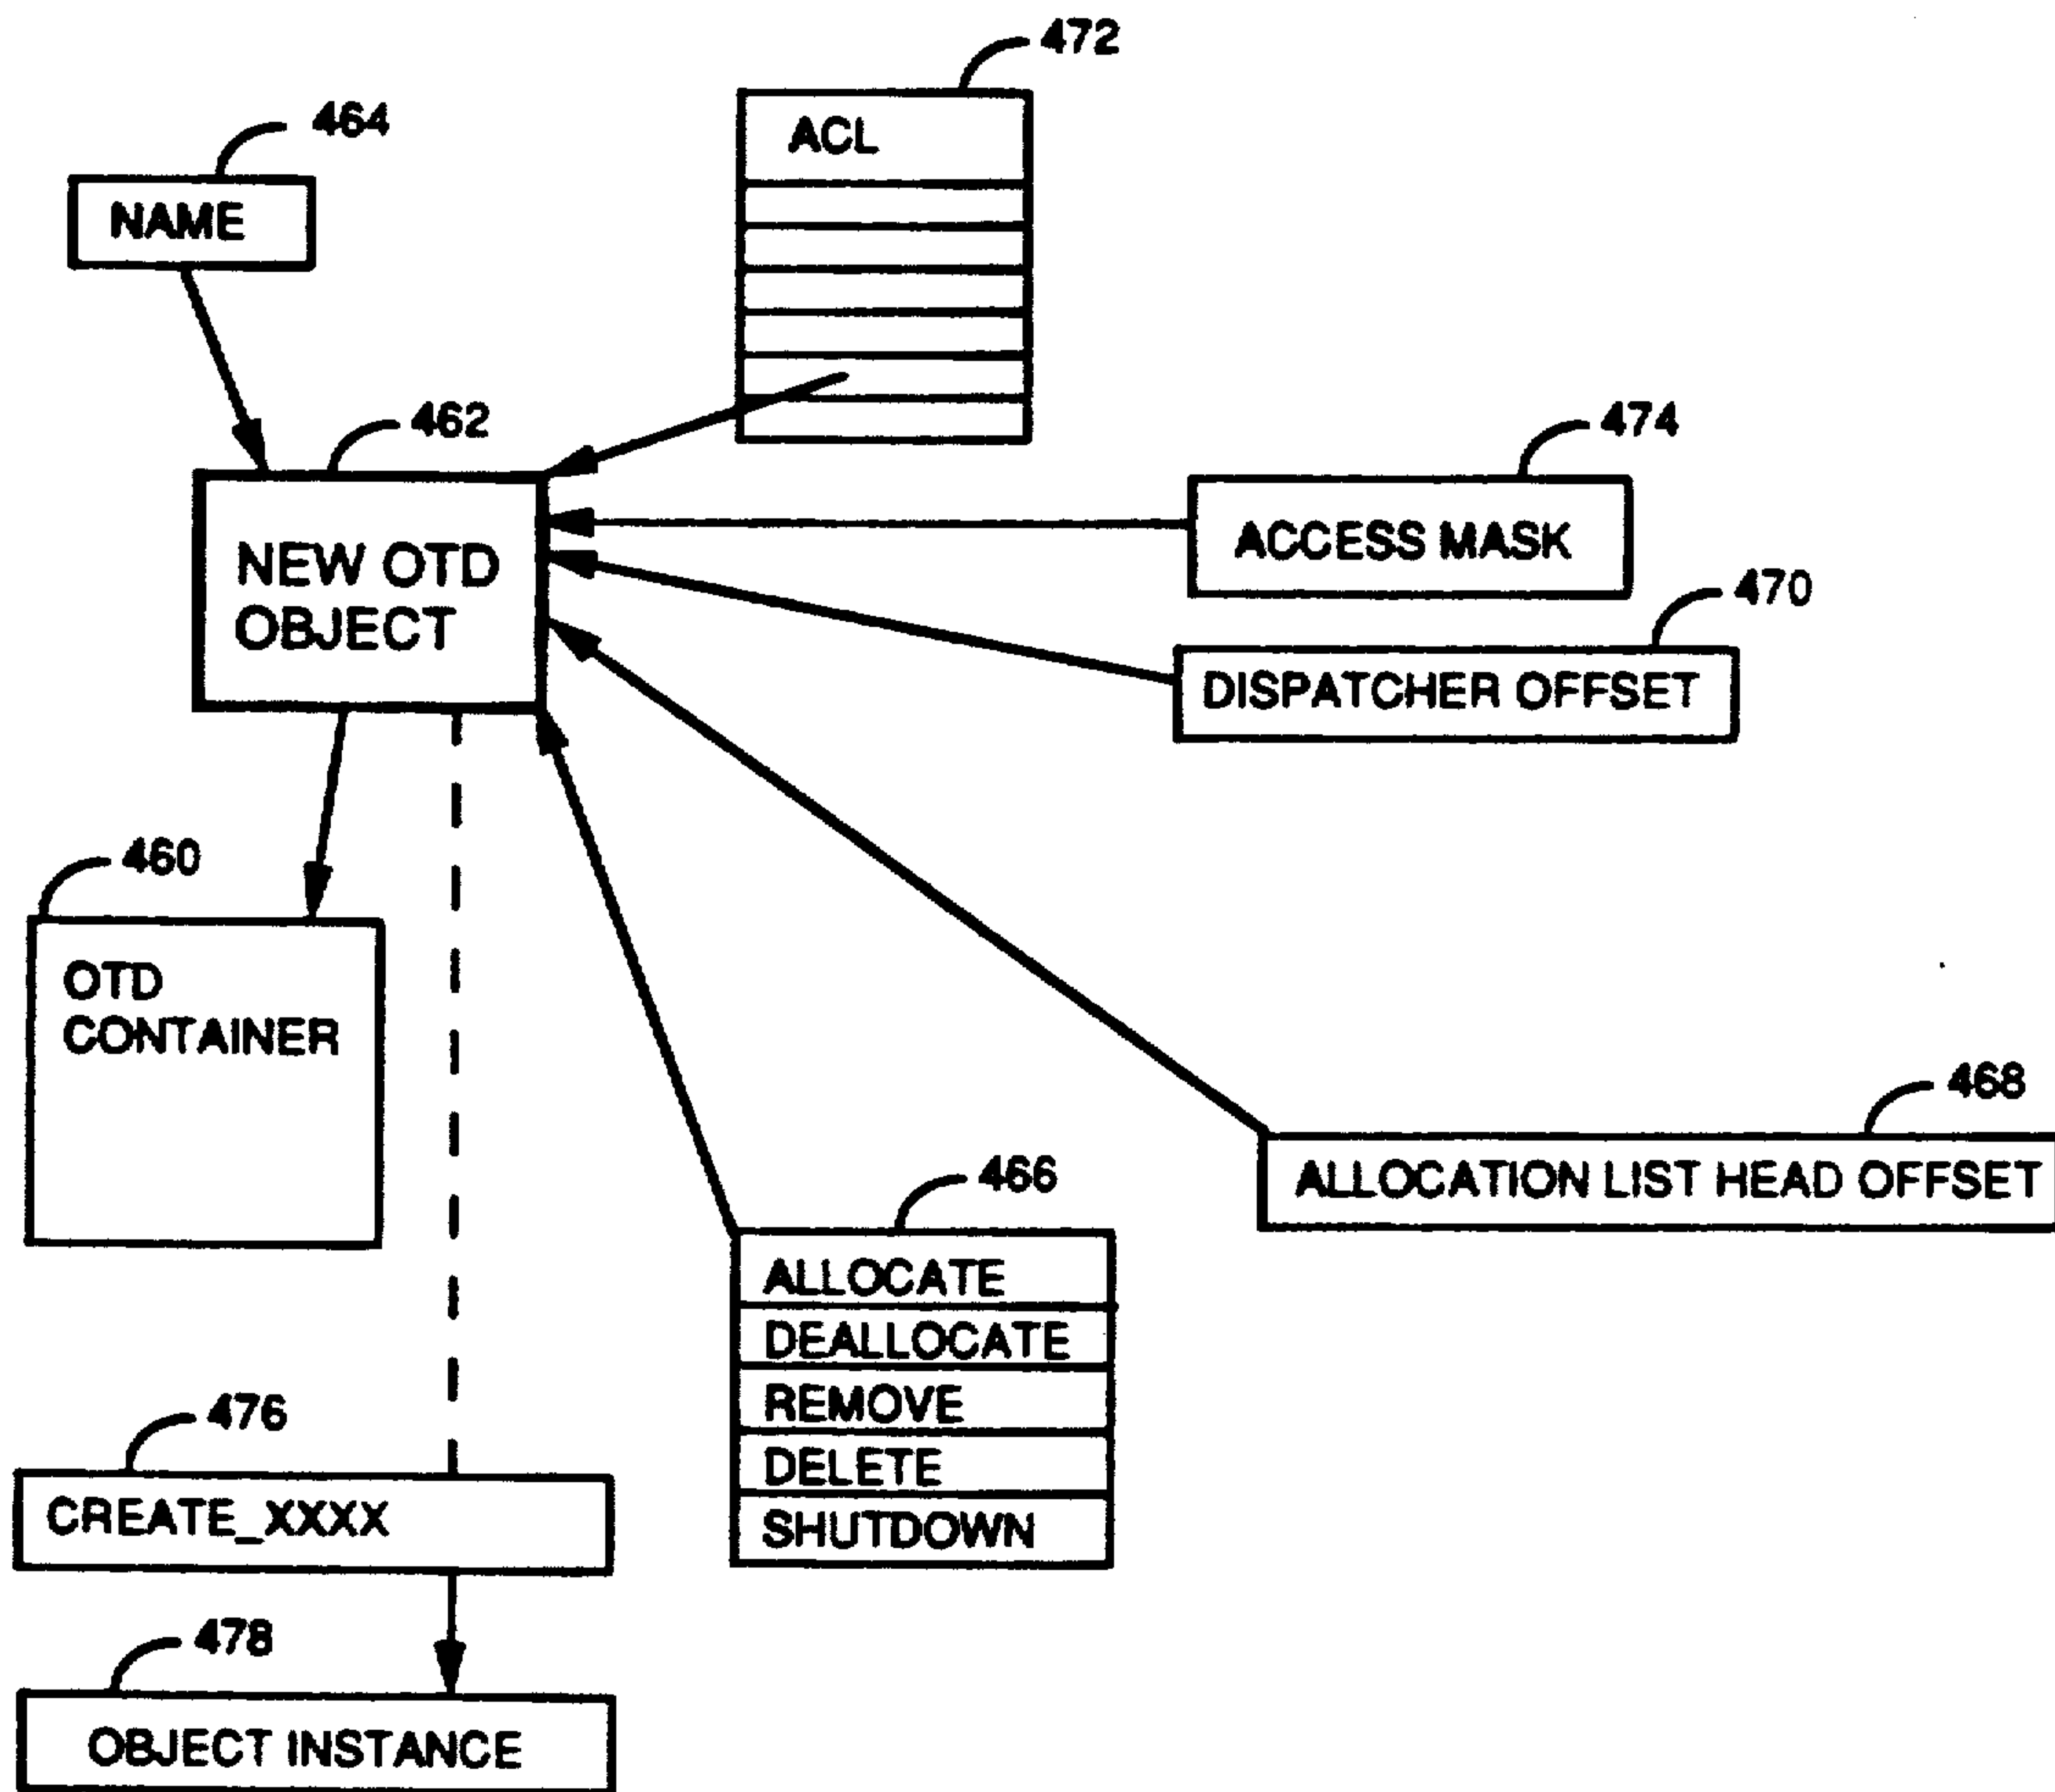 472
464
ACL
NAME
462
474
ACCESS MASK
NEW OTD
OBJECT
470
DISPATCHER OFFSET
460
OTD
CONTAINER
468
ALLOCATION LIST HEAD OFFSET
466
ALLOCATE
DEALLOCATE
REMOVE
DELETE
SHUTDOWN
476
CREATE_XXXX
478
OBJECT INSTANCE